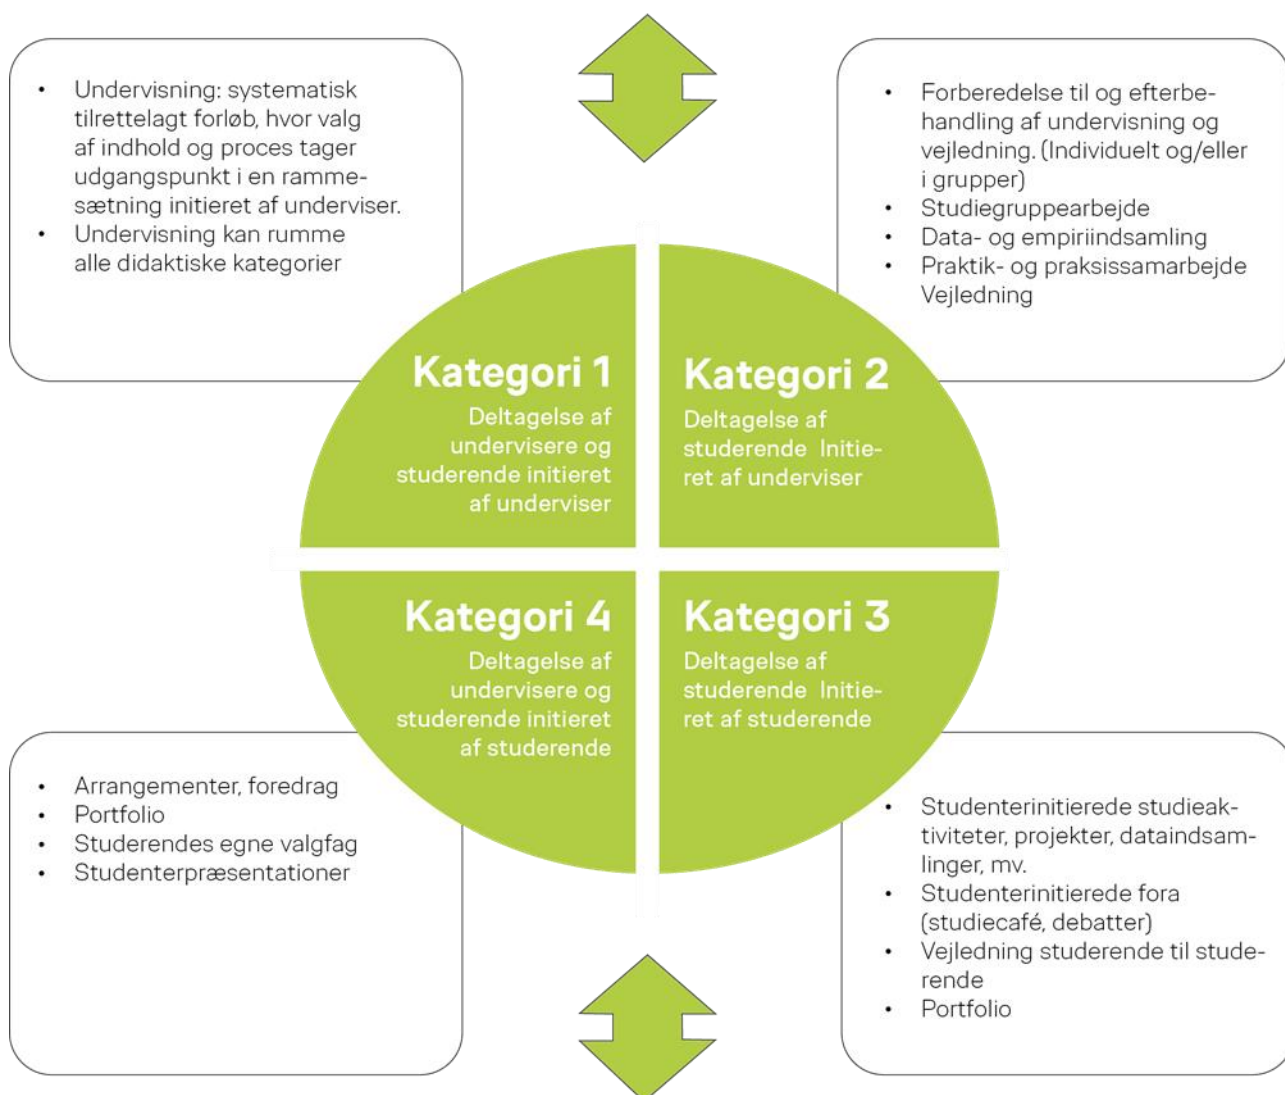 • Undervisning: systematisk
tilrettelagt forløb, hvor valg
af indhold og proces tager
udgangspunkt i en ramme-
sætning initieret af underviser.
• Undervisning kan rumme
alle didaktiske kategorier
• Forberedelse til og efterbe-
handling af undervisning og
vejledning. (Individuelt og/eller
i grupper)
• Studiegruppearbejde
• Data- og empiriindsamling
• Praktik- og praksissamarbejde
Vejledning
Kategori 1
Deltagelse af
undervisere og
studerende initieret
af underviser
Kategori 2
Deltagelse af
studerende Initie-
ret af underviser
Kategori 4
Deltagelse af
undervisere og
studerende initieret
af studerende
Kategori 3
Deltagelse af
studerende Initie-
ret af studerende
• Arrangementer, foredrag
• Portfolio
• Studerendes egne valgfag
• Studenterpræsentationer
• Studenterinitierede studieak-
tiviteter, projekter, dataindsam-
linger, mv.
• Studenterinitierede fora
(studiecafé, debatter)
• Vejledning studerende til stude-
rende
• Portfolio